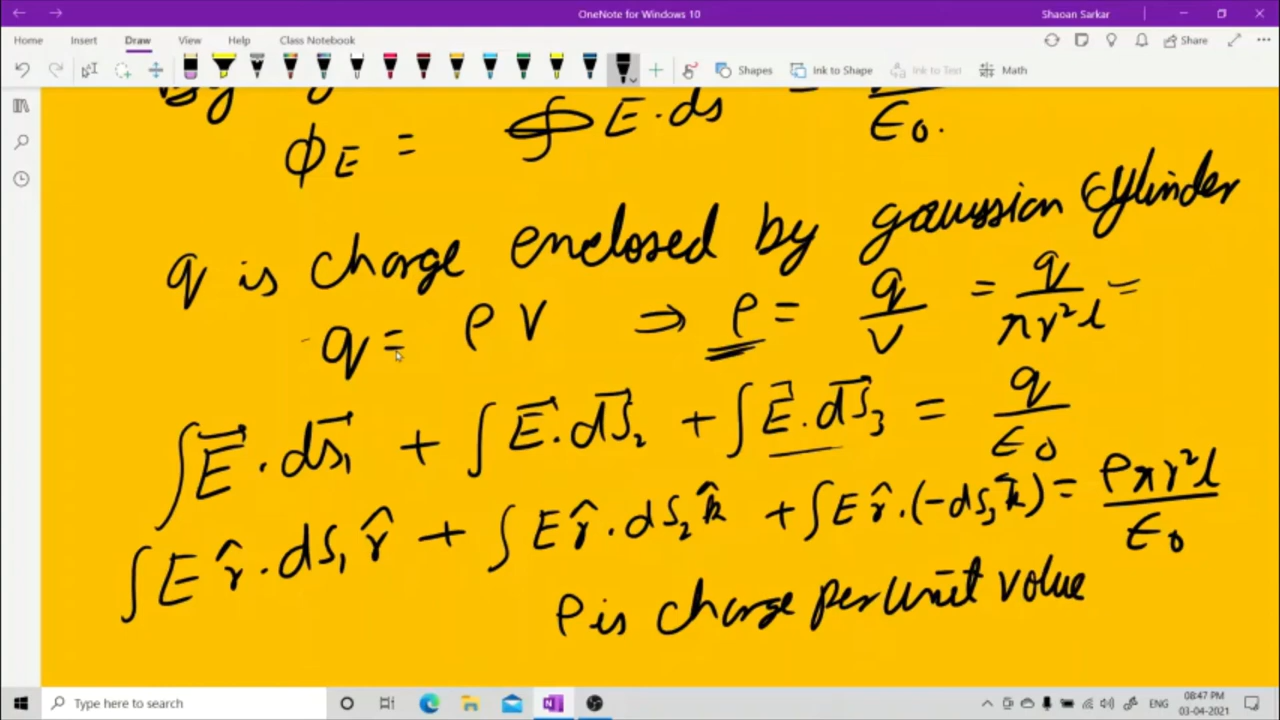 OneNote for Windows 10
Shaoan Sarkar
Home Insert Draw View Help Class Notebook
Share
Shapes Ink to Shape Ink to Text Math
By
ϕE = ∮ E . ds = ε0.
q is charge enclosed by gaussian cylinder
q = ρ V ⇒ ρ = q/V = q/πr²l =
∫E⃗ . ds⃗₁ + ∫E⃗ . dS⃗₂ + ∫E⃗ . dS⃗₃ = q/ε0
∫E r̂ . dS₁ r̂ + ∫E r̂ . dS₂ k̂ + ∫E r̂ . (-dS₃ k̂) = ρπr²l/ε0
ρ is charge per unit volue
Type here to search
ENG
08:47 PM
03-04-2021